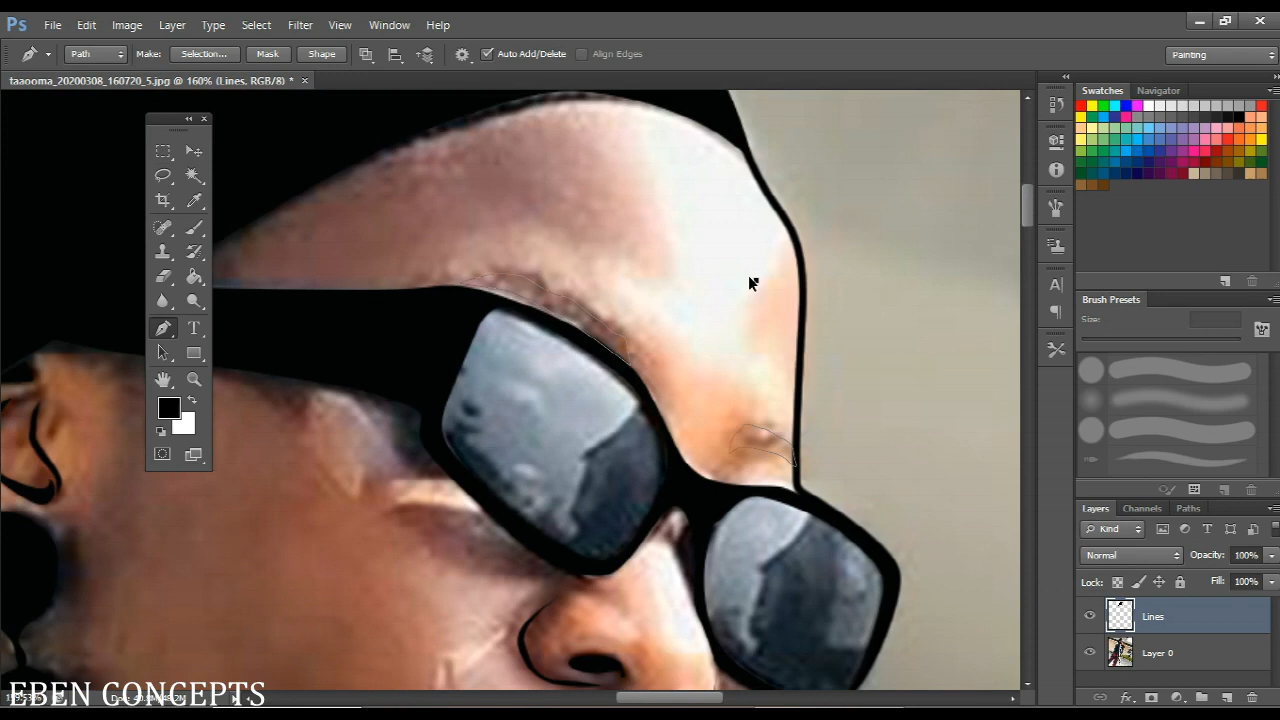 Ps File Edit Image Layer Type Select Filter View Window Help
Path Make: Selection... Mask Shape Auto Add/Delete Align Edges Painting
taaooma_20200308_160720_5.jpg @ 160% (Lines, RGB/8) * ×
Swatches Navigator
Brush Presets
Size:
Layers Channels Paths
Kind
Normal Opacity: 100%
Lock: Fill: 100%
Lines
Layer 0
EBEN CONCEPTS